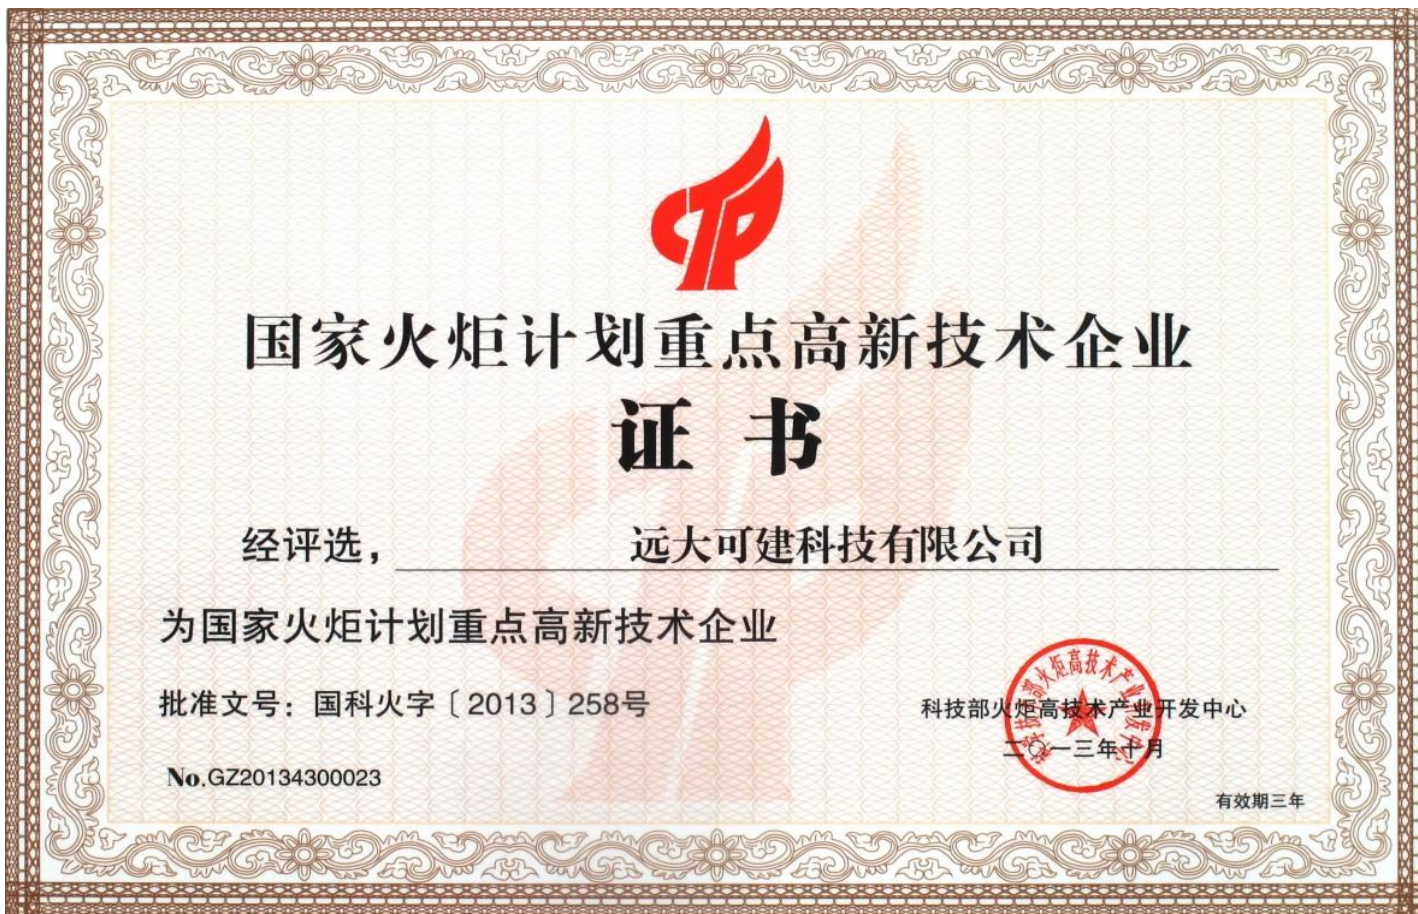 CTP
国家火炬计划重点高新技术企业
证书
经评选， 远大可建科技有限公司
为国家火炬计划重点高新技术企业
批准文号：国科火字〔2013〕258号
科技部火炬高技术产业开发中心
二〇一三年十月
No.GZ20134300023
有效期三年